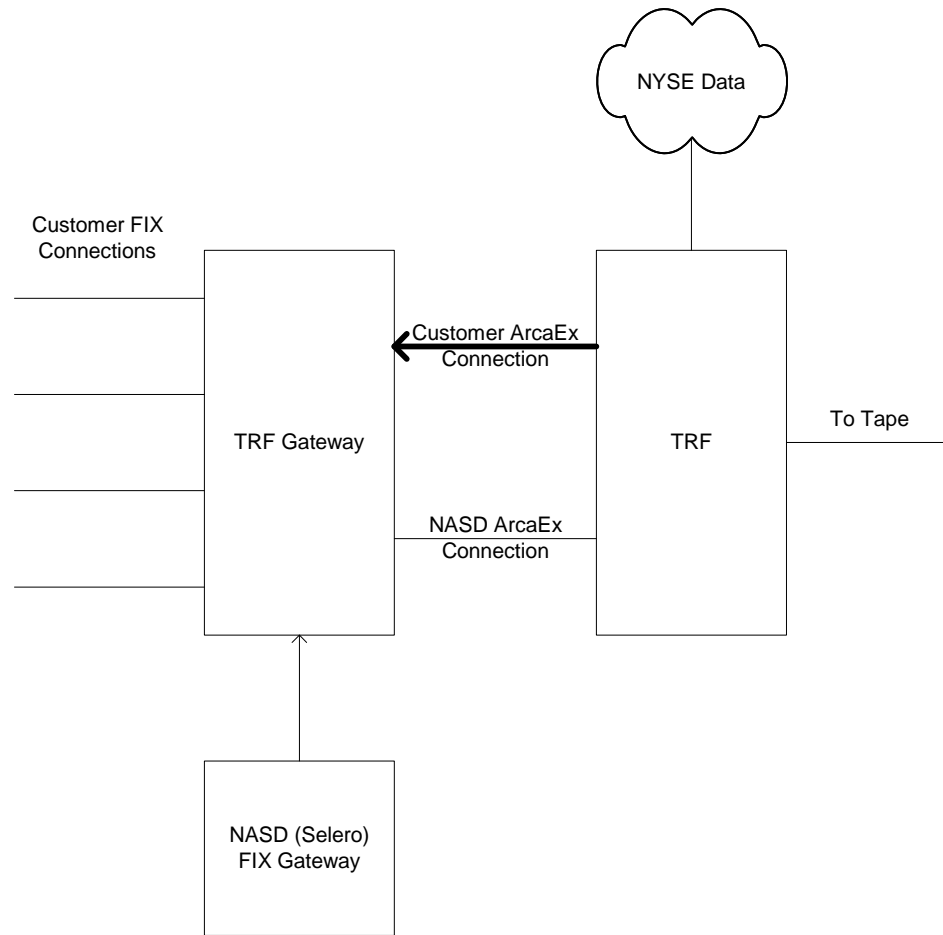 NYSE Data
Customer FIX
Connections
Customer ArcaEx
Connection
TRF Gateway
TRF
To Tape
NASD ArcaEx
Connection
NASD (Selero)
FIX Gateway